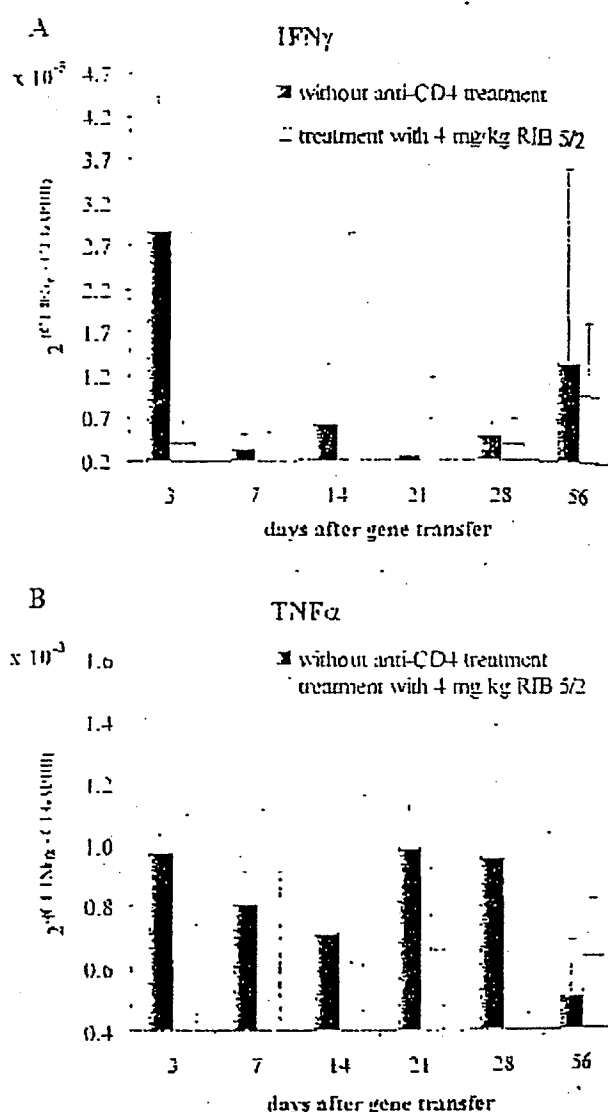 A
IFNγ
x 10⁻³
4.7
without anti-CD4 treatment
4.2
treatment with 4 mg/kg RIB 5/2
3.7
3.2
2.7
2.2
1.7
1.2
0.7
0.2
3 7 14 21 28 56
days after gene transfer
B
TNFα
x 10⁻³
1.6
without anti-CD4 treatment
treatment with 4 mg kg RIB 5/2
1.4
1.2
1.0
0.8
0.6
0.4
3 7 14 21 28 56
days after gene transfer